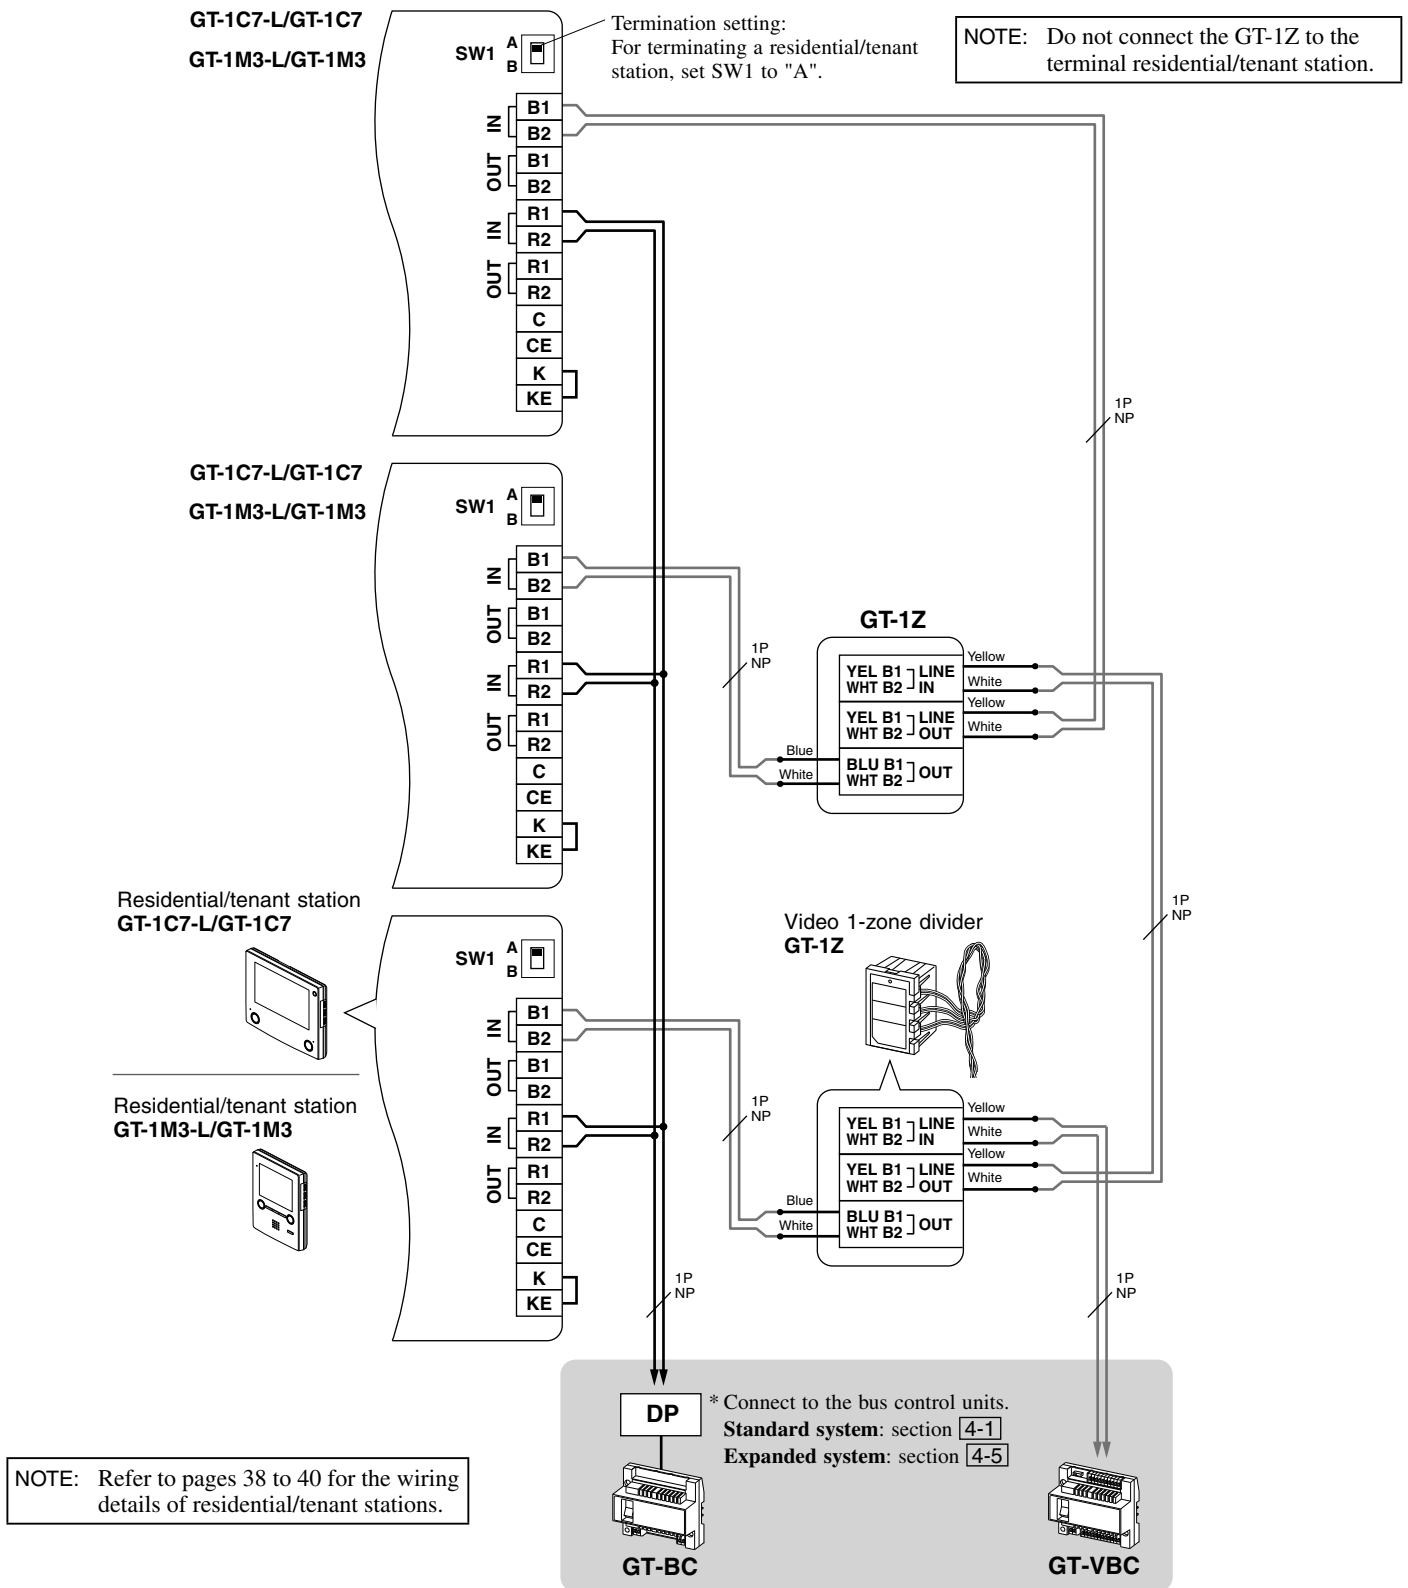 GT-1C7-L/GT-1C7
GT-1M3-L/GT-1M3
SW1
A
B
Termination setting:
For terminating a residential/tenant
station, set SW1 to "A".
NOTE: Do not connect the GT-1Z to the
terminal residential/tenant station.
IN
B1
B2
OUT
B1
B2
IN
R1
R2
OUT
R1
R2
C
CE
K
KE
1P
NP
GT-1C7-L/GT-1C7
GT-1M3-L/GT-1M3
SW1
A
B
IN
B1
B2
OUT
B1
B2
IN
R1
R2
OUT
R1
R2
C
CE
K
KE
1P
NP
GT-1Z
YEL B1 LINE
WHT B2 IN
YEL B1 LINE
WHT B2 OUT
BLU B1 OUT
WHT B2
Yellow
White
Yellow
White
Blue
White
1P
NP
Residential/tenant station
GT-1C7-L/GT-1C7
Residential/tenant station
GT-1M3-L/GT-1M3
SW1
A
B
IN
B1
B2
OUT
B1
B2
IN
R1
R2
OUT
R1
R2
C
CE
K
KE
1P
NP
Video 1-zone divider
GT-1Z
YEL B1 LINE
WHT B2 IN
YEL B1 LINE
WHT B2 OUT
BLU B1 OUT
WHT B2
Yellow
White
Yellow
White
Blue
White
1P
NP
1P
NP
DP
* Connect to the bus control units.
Standard system: section 4-1
Expanded system: section 4-5
GT-BC
GT-VBC
NOTE: Refer to pages 38 to 40 for the wiring
details of residential/tenant stations.